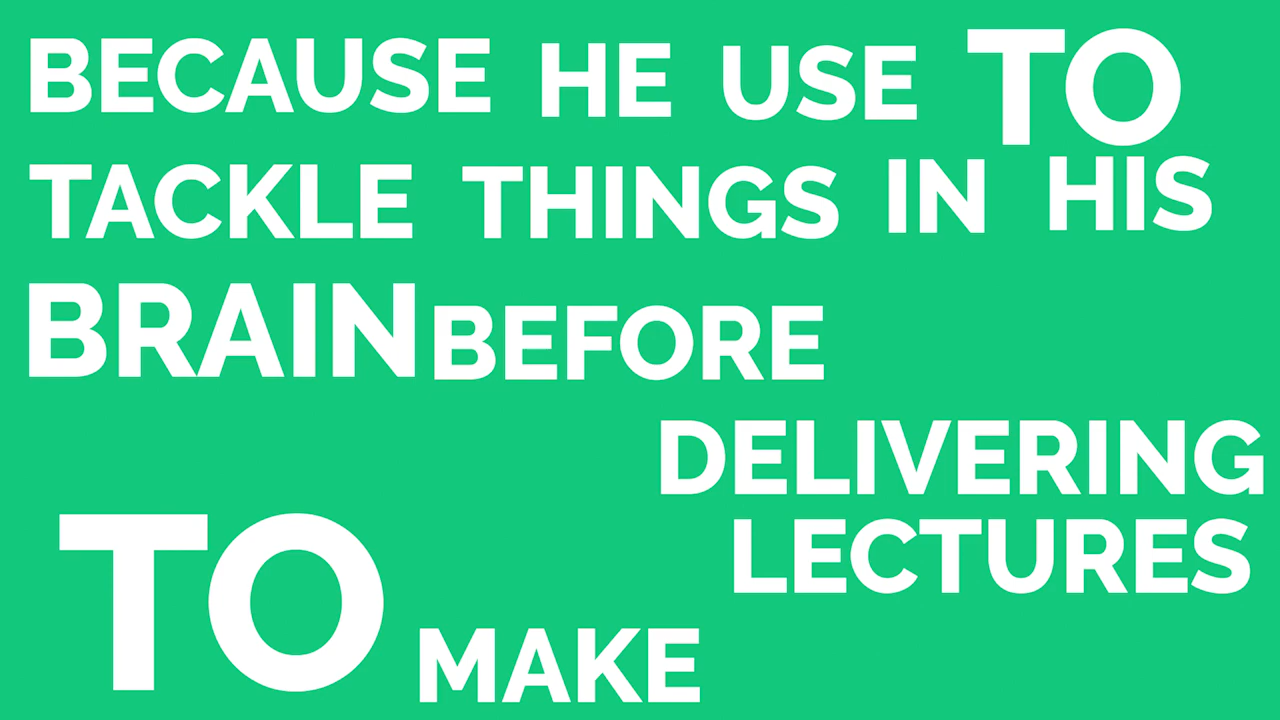 BECAUSE HE USE TO
TACKLE THINGS IN HIS
BRAIN BEFORE
DELIVERING
LECTURES
TO MAKE